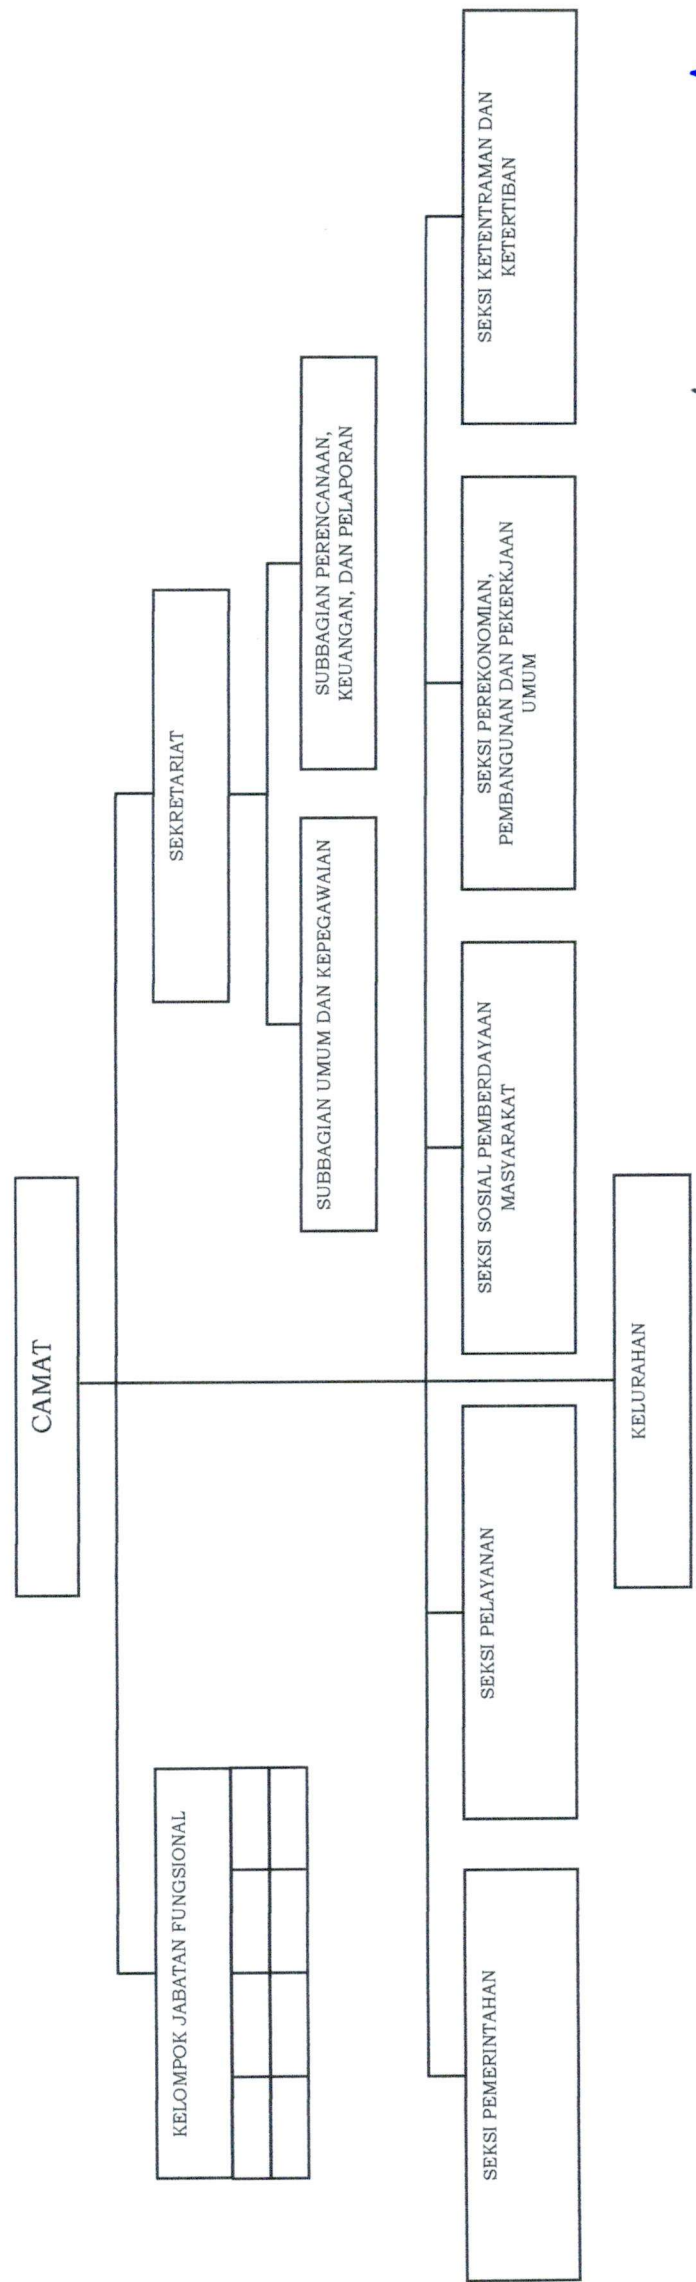 CAMAT
KELOMPOK JABATAN FUNGSIONAL
SEKRETARIAT
SUBBAGIAN UMUM DAN KEPEGAWAIAN
SUBBAGIAN PERENCANAAN,
KEUANGAN, DAN PELAPORAN
SEKSI PEMERINTAHAN
SEKSI PELAYANAN
SEKSI SOSIAL PEMBERDAYAAN
MASYARAKAT
SEKSI PEREKONOMIAN,
PEMBANGUNAN DAN PEKERKJAAN
UMUM
SEKSI KETENTRAMAN DAN
KETERTIBAN
KELURAHAN